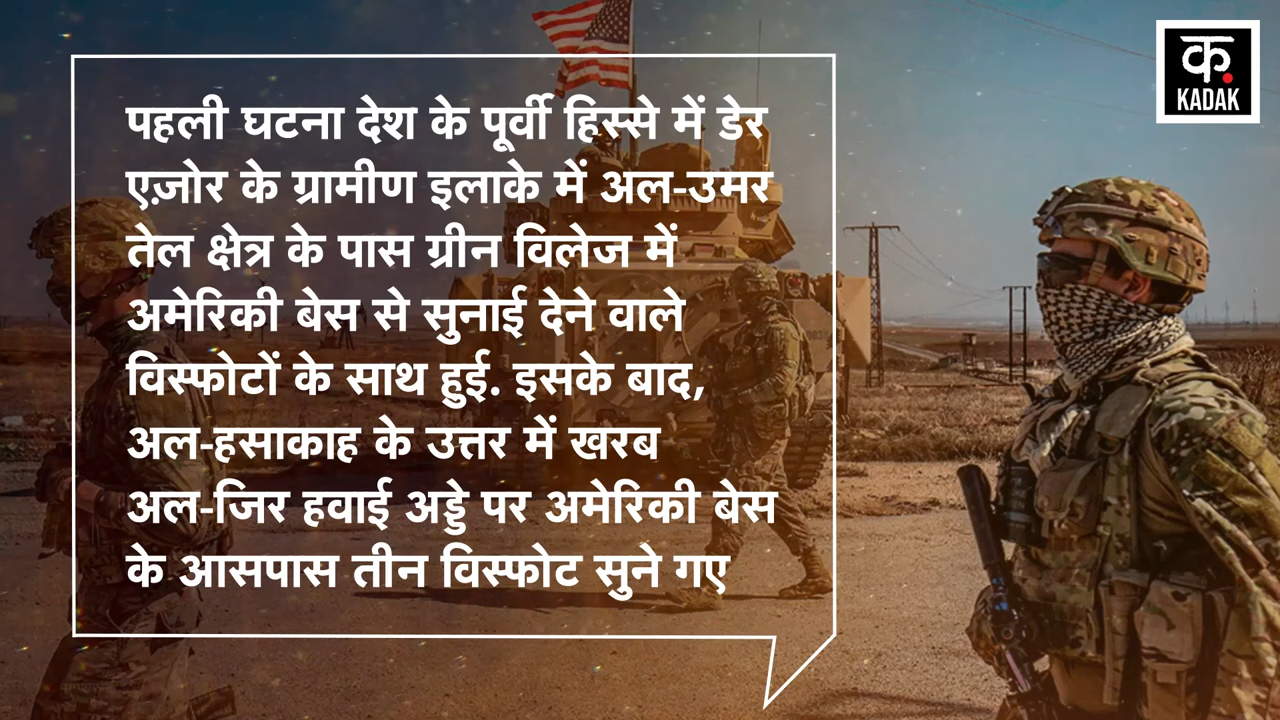 पहली घटना देश के पूर्वी हिस्से में डेर
एज़ोर के ग्रामीण इलाके में अल-उमर
तेल क्षेत्र के पास ग्रीन विलेज में
अमेरिकी बेस से सुनाई देने वाले
विस्फोटों के साथ हुई. इसके बाद,
अल-हसाकाह के उत्तर में खरब
अल-जिर हवाई अड्डे पर अमेरिकी बेस
के आसपास तीन विस्फोट सुने गए
क.
KADAK